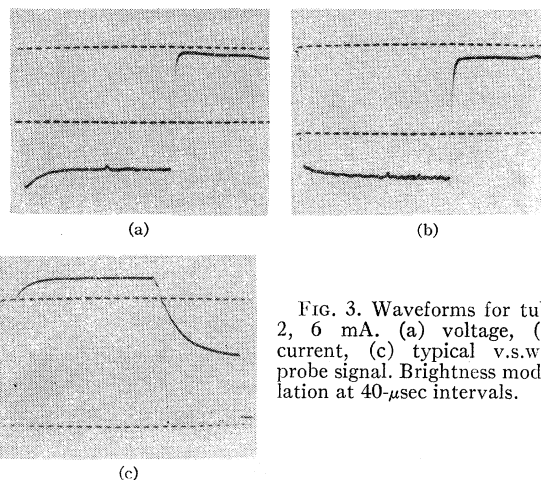 (a)
(b)
FIG. 3. Waveforms for tu
2, 6 mA. (a) voltage, (
current, (c) typical v.s.w
probe signal. Brightness mod
lation at 40-μsec intervals.
(c)